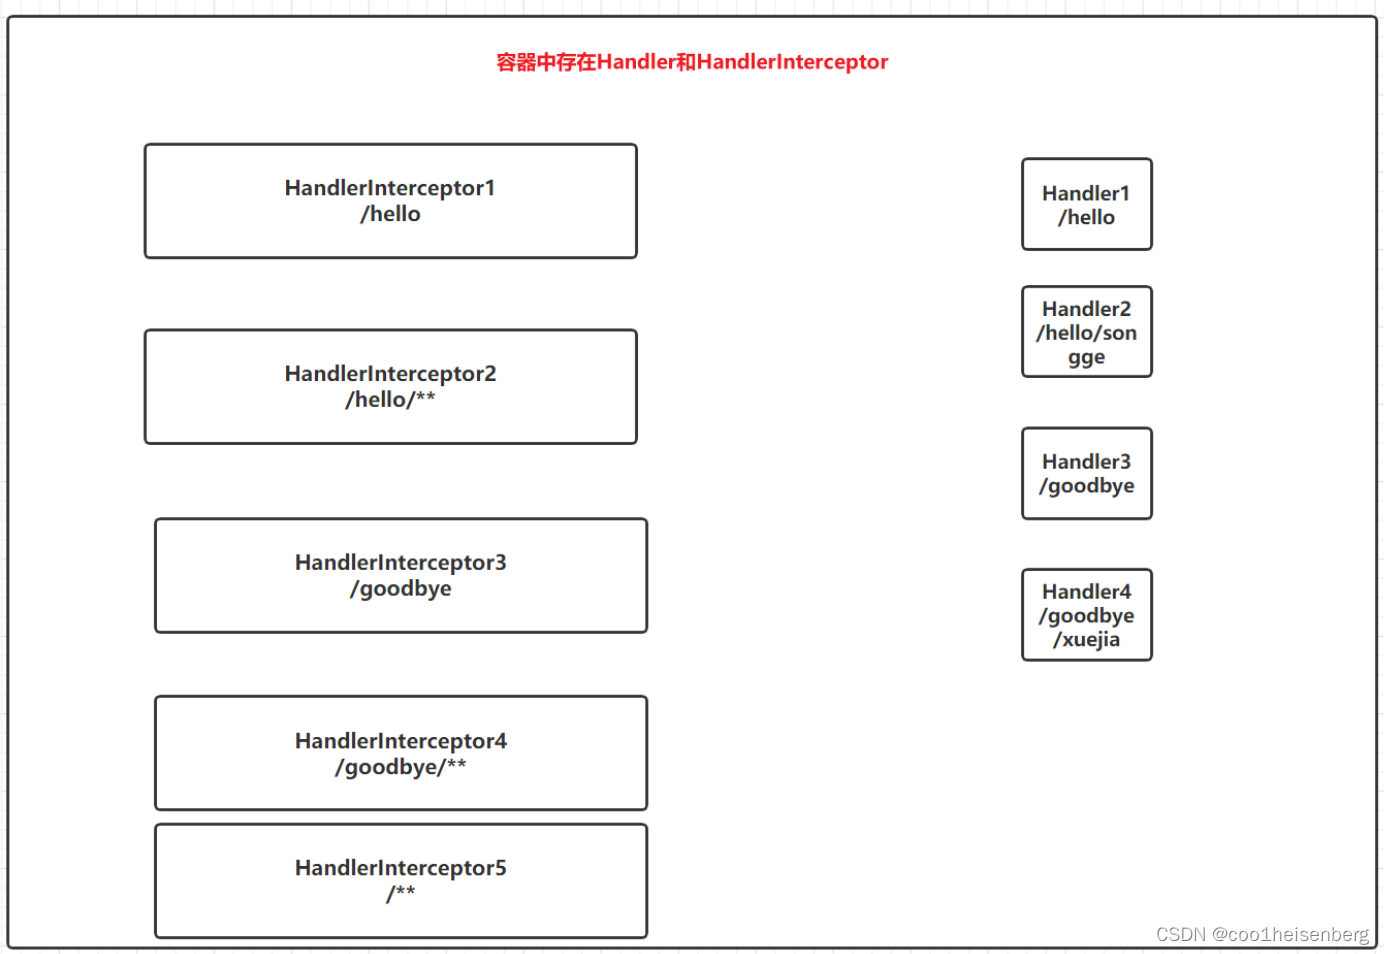 容器中存在Handler和HandlerInterceptor
HandlerInterceptor1
/hello
HandlerInterceptor2
/hello/**
HandlerInterceptor3
/goodbye
HandlerInterceptor4
/goodbye/**
HandlerInterceptor5
/**
Handler1
/hello
Handler2
/hello/son
gge
Handler3
/goodbye
Handler4
/goodbye
/xuejia
CSDN @coo1heisenberg